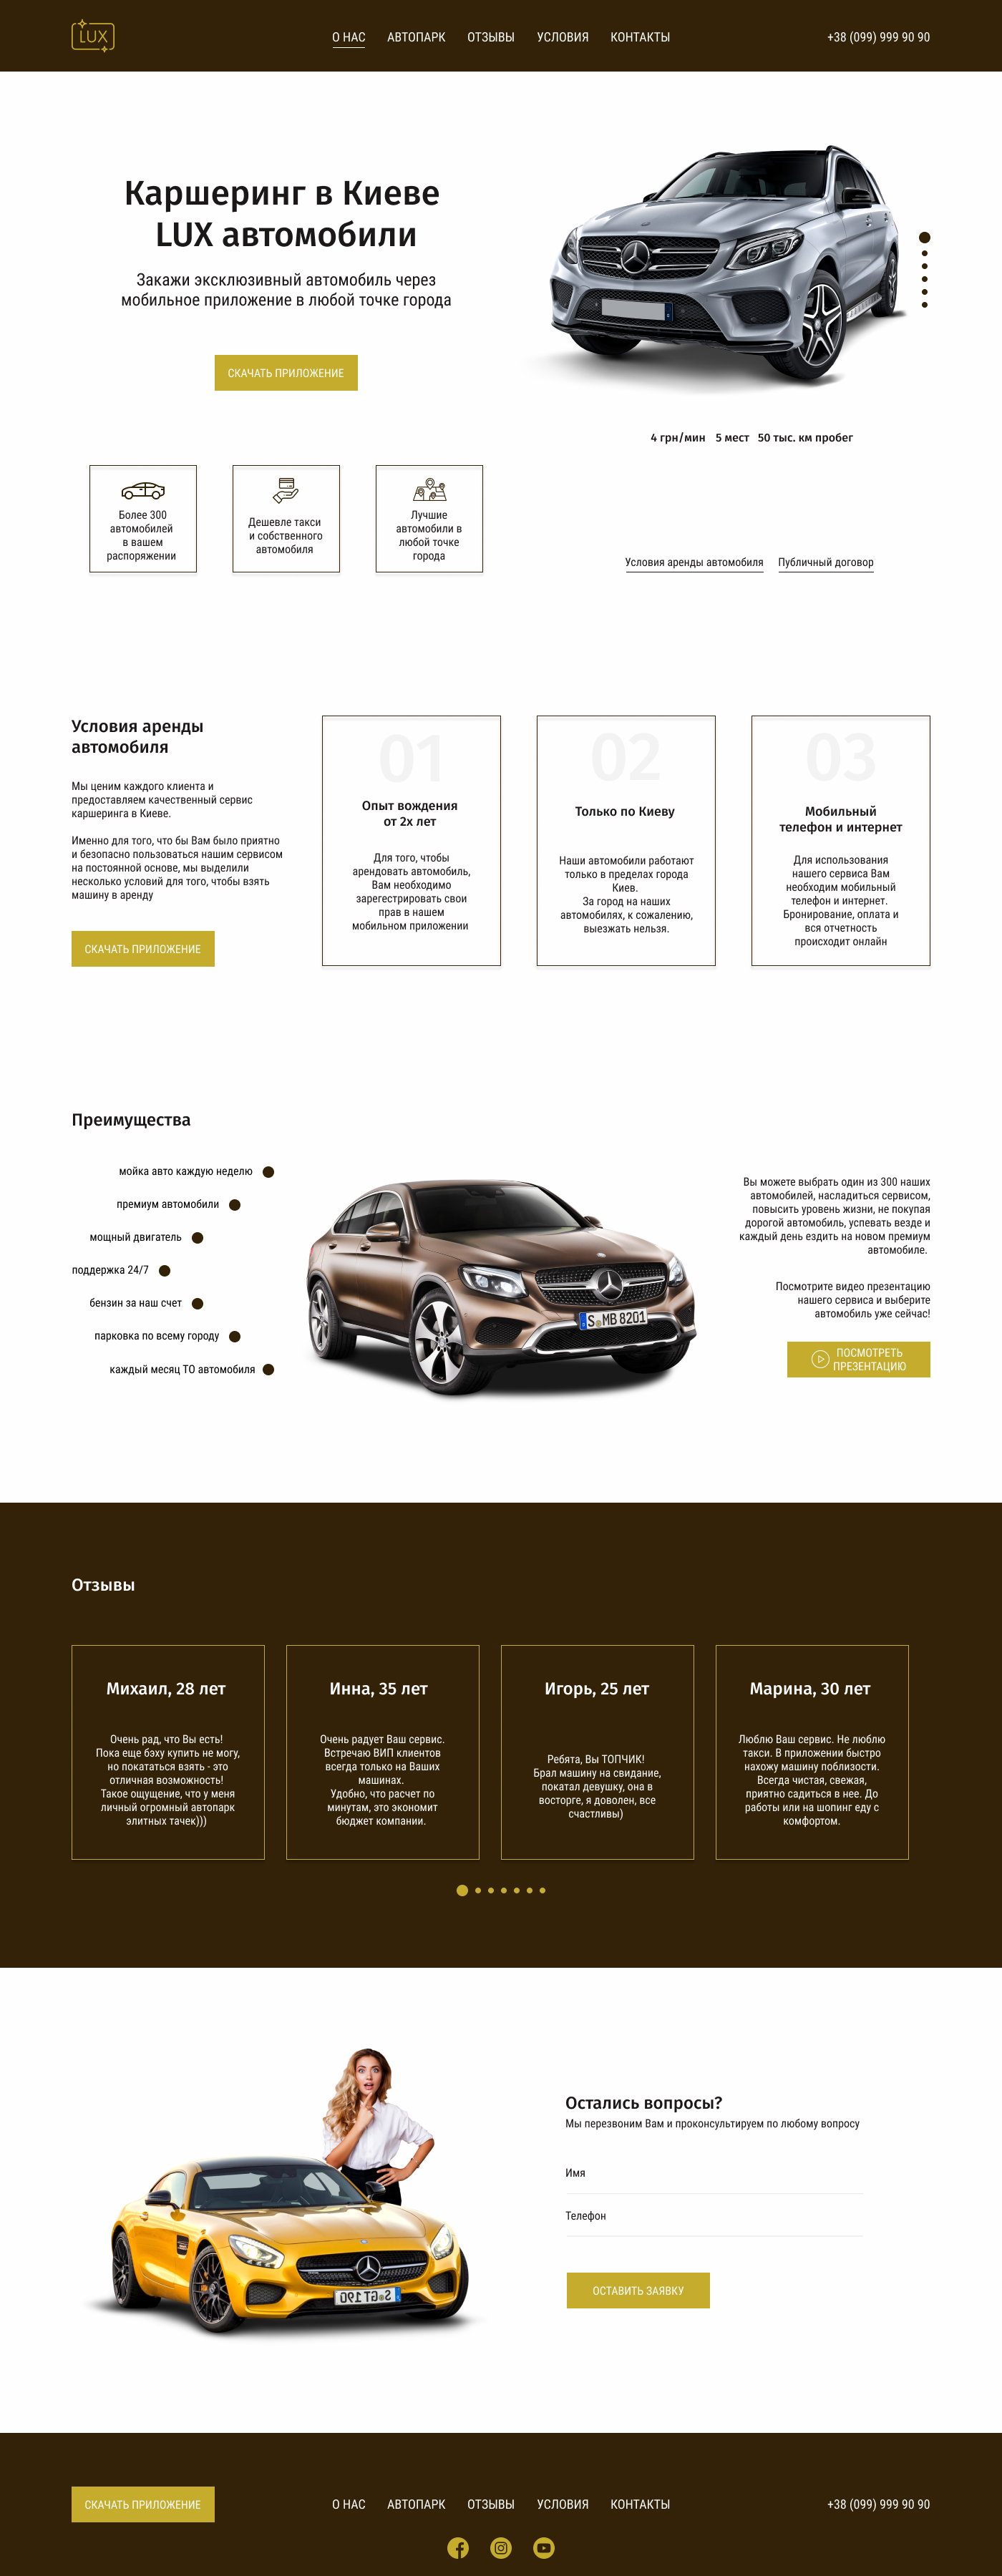 LUX
О НАС
АВТОПАРК
ОТЗЫВЫ
УСЛОВИЯ
КОНТАКТЫ
+38 (099) 999 90 90
Каршеринг в Киеве
LUX автомобили
Закажи эксклюзивный автомобиль через
мобильное приложение в любой точке города
СКАЧАТЬ ПРИЛОЖЕНИЕ
4 грн/мин
5 мест
50 тыс. км пробег
Более 300
автомобилей
в вашем
распоряжении
Дешевле такси
и собственного
автомобиля
Лучшие
автомобили в
любой точке
города
Условия аренды автомобиля
Публичный договор
Условия аренды
автомобиля
Мы ценим каждого клиента и
предоставляем качественный сервис
каршеринга в Киеве.
Именно для того, что бы Вам было приятно
и безопасно пользоваться нашим сервисом
на постоянной основе, мы выделили
несколько условий для того, чтобы взять
машину в аренду
СКАЧАТЬ ПРИЛОЖЕНИЕ
01
Опыт вождения
от 2х лет
Для того, чтобы
арендовать автомобиль,
Вам необходимо
зарегестрировать свои
прав в нашем
мобильном приложении
02
Только по Киеву
Наши автомобили работают
только в пределах города
Киев.
За город на наших
автомобилях, к сожалению,
выезжать нельзя.
03
Мобильный
телефон и интернет
Для использования
нашего сервиса Вам
необходим мобильный
телефон и интернет.
Бронирование, оплата и
вся отчетность
происходит онлайн
Преимущества
мойка авто каждую неделю
премиум автомобили
мощный двигатель
поддержка 24/7
бензин за наш счет
парковка по всему городу
каждый месяц ТО автомобиля
S MB 8201
Вы можете выбрать один из 300 наших
автомобилей, насладиться сервисом,
повысить уровень жизни, не покупая
дорогой автомобиль, успевать везде и
каждый день ездить на новом премиум
автомобиле.
Посмотрите видео презентацию
нашего сервиса и выберите
автомобиль уже сейчас!
ПОСМОТРЕТЬ
ПРЕЗЕНТАЦИЮ
Отзывы
Михаил, 28 лет
Очень рад, что Вы есть!
Пока еще бэху купить не могу,
но покататься взять - это
отличная возможность!
Такое ощущение, что у меня
личный огромный автопарк
элитных тачек)))
Инна, 35 лет
Очень радует Ваш сервис.
Встречаю ВИП клиентов
всегда только на Ваших
машинах.
Удобно, что расчет по
минутам, это экономит
бюджет компании.
Игорь, 25 лет
Ребята, Вы ТОПЧИК!
Брал машину на свидание,
покатал девушку, она в
восторге, я доволен, все
счастливы)
Марина, 30 лет
Люблю Ваш сервис. Не люблю
такси. В приложении быстро
нахожу машину поблизости.
Всегда чистая, свежая,
приятно садиться в нее. До
работы или на шопинг еду с
комфортом.
S GT190
Остались вопросы?
Мы перезвоним Вам и проконсультируем по любому вопросу
Имя
Телефон
ОСТАВИТЬ ЗАЯВКУ
СКАЧАТЬ ПРИЛОЖЕНИЕ
О НАС
АВТОПАРК
ОТЗЫВЫ
УСЛОВИЯ
КОНТАКТЫ
+38 (099) 999 90 90